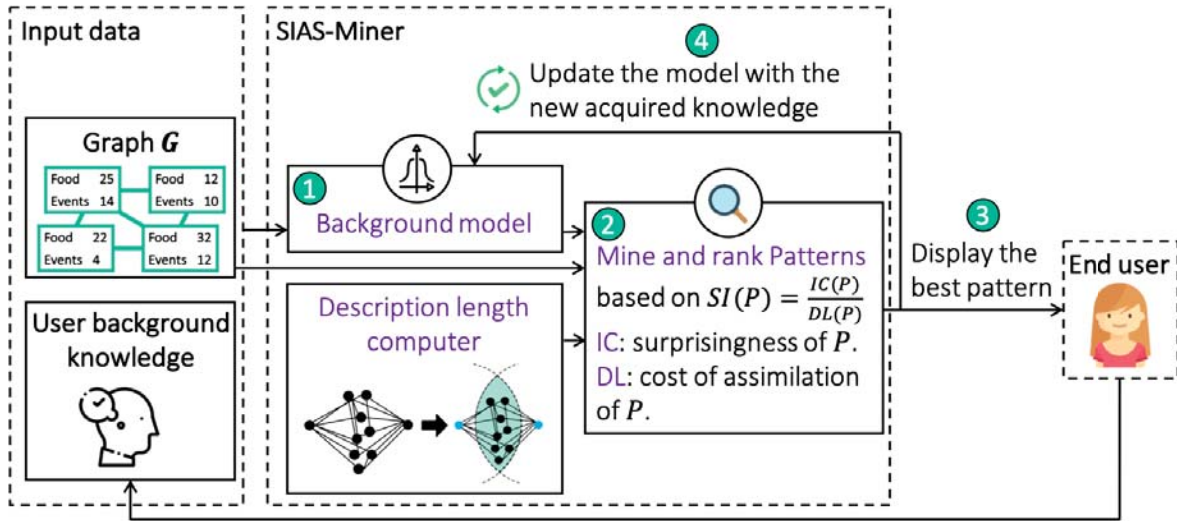 Input data
Graph G
Food 25
Events 14
Food 12
Events 10
Food 22
Events 4
Food 32
Events 12
User background
knowledge
SIAS-Miner
4
Update the model with the
new acquired knowledge
1
Background model
Description length
computer
2
Mine and rank Patterns
based on SI(P) = IC(P) / DL(P)
IC: surprisingness of P.
DL: cost of assimilation
of P.
3
Display the
best pattern
End user